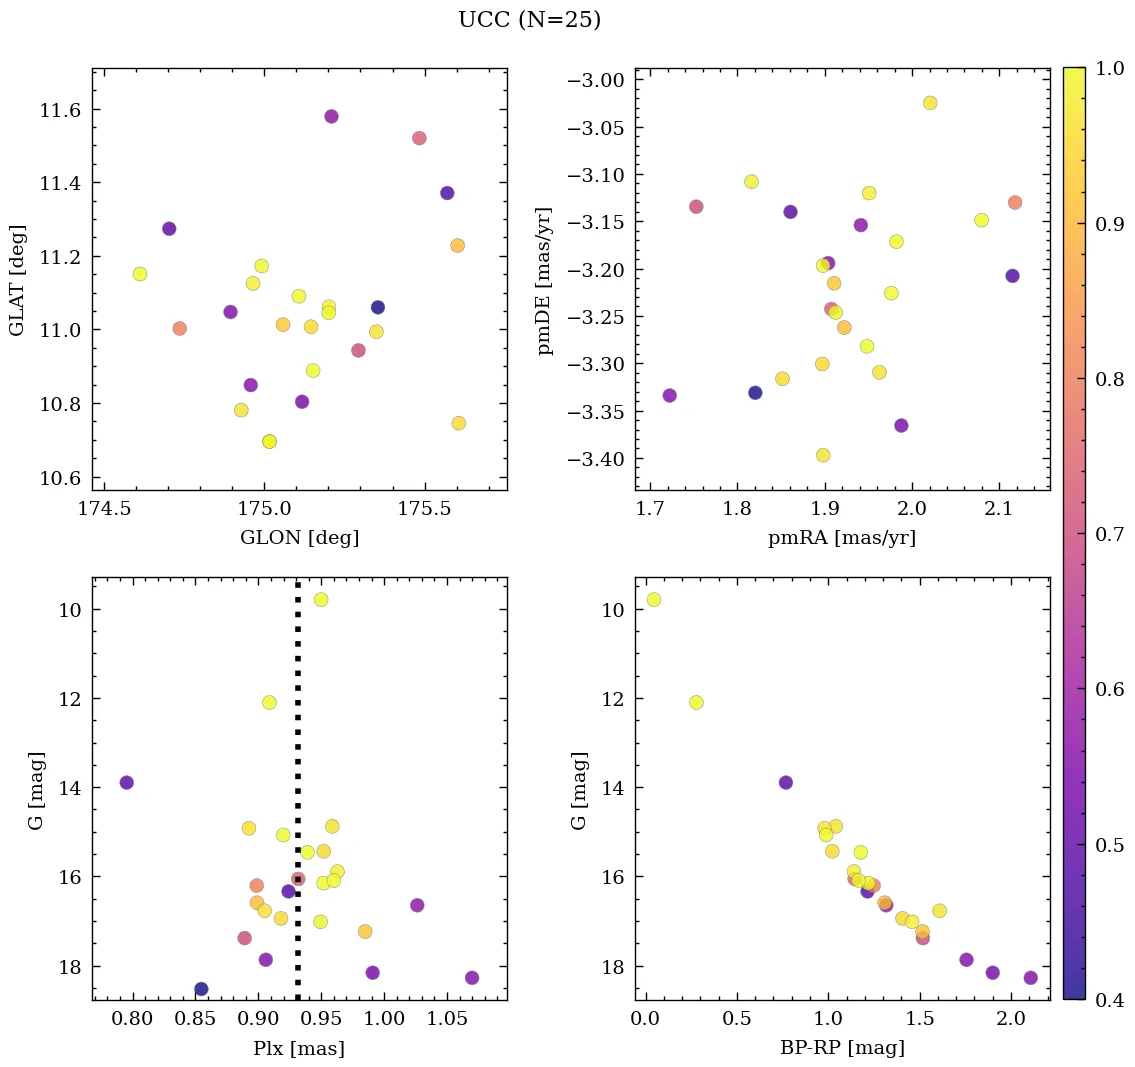 UCC (N=25)
11.6
11.4
11.2
11.0
10.8
10.6
GLAT [deg]
174.5 175.0 175.5
GLON [deg]
−3.00
−3.05
−3.10
−3.15
−3.20
−3.25
−3.30
−3.35
−3.40
pmDE [mas/yr]
1.7 1.8 1.9 2.0 2.1
pmRA [mas/yr]
10
12
14
16
18
G [mag]
0.80 0.85 0.90 0.95 1.00 1.05
Plx [mas]
10
12
14
16
18
G [mag]
0.0 0.5 1.0 1.5 2.0
BP-RP [mag]
1.0
0.9
0.8
0.7
0.6
0.5
0.4